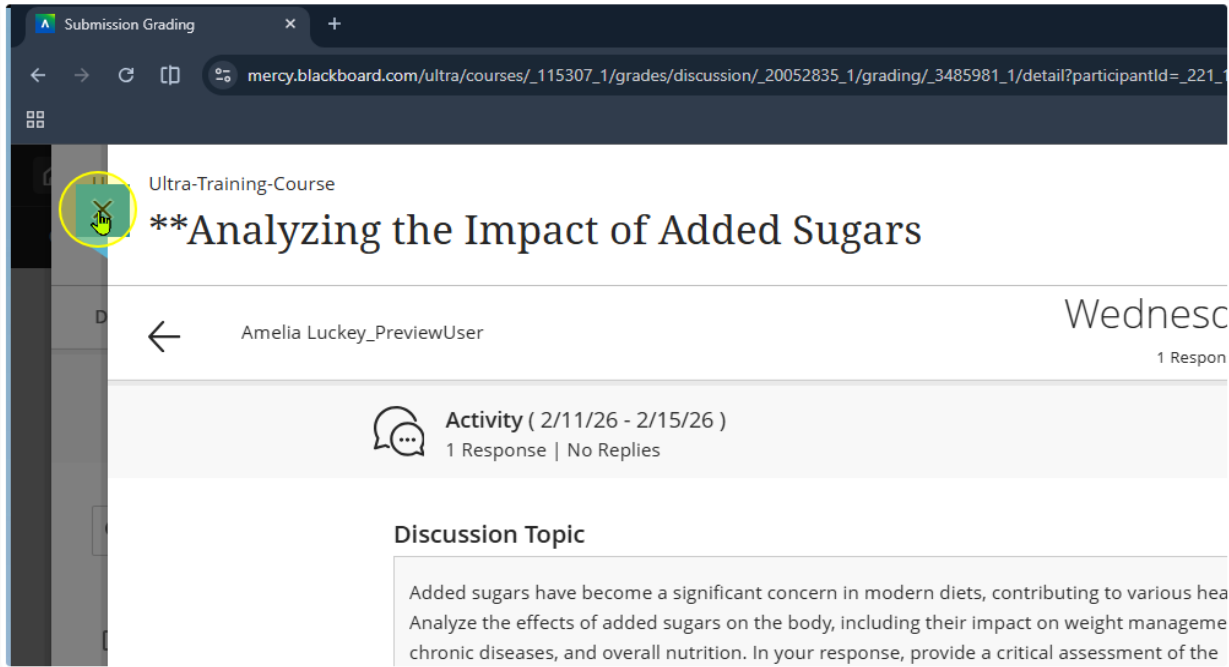 Submission Grading
mercy.blackboard.com/ultra/courses/_115307_1/grades/discussion/_20052835_1/grading/_3485981_1/detail?participantId=_221_1
Ultra-Training-Course
**Analyzing the Impact of Added Sugars
D
Amelia Luckey_PreviewUser
Wednesd
1 Respon
Activity ( 2/11/26 - 2/15/26 )
1 Response | No Replies
Discussion Topic
Added sugars have become a significant concern in modern diets, contributing to various hea
Analyze the effects of added sugars on the body, including their impact on weight manageme
chronic diseases, and overall nutrition. In your response, provide a critical assessment of the